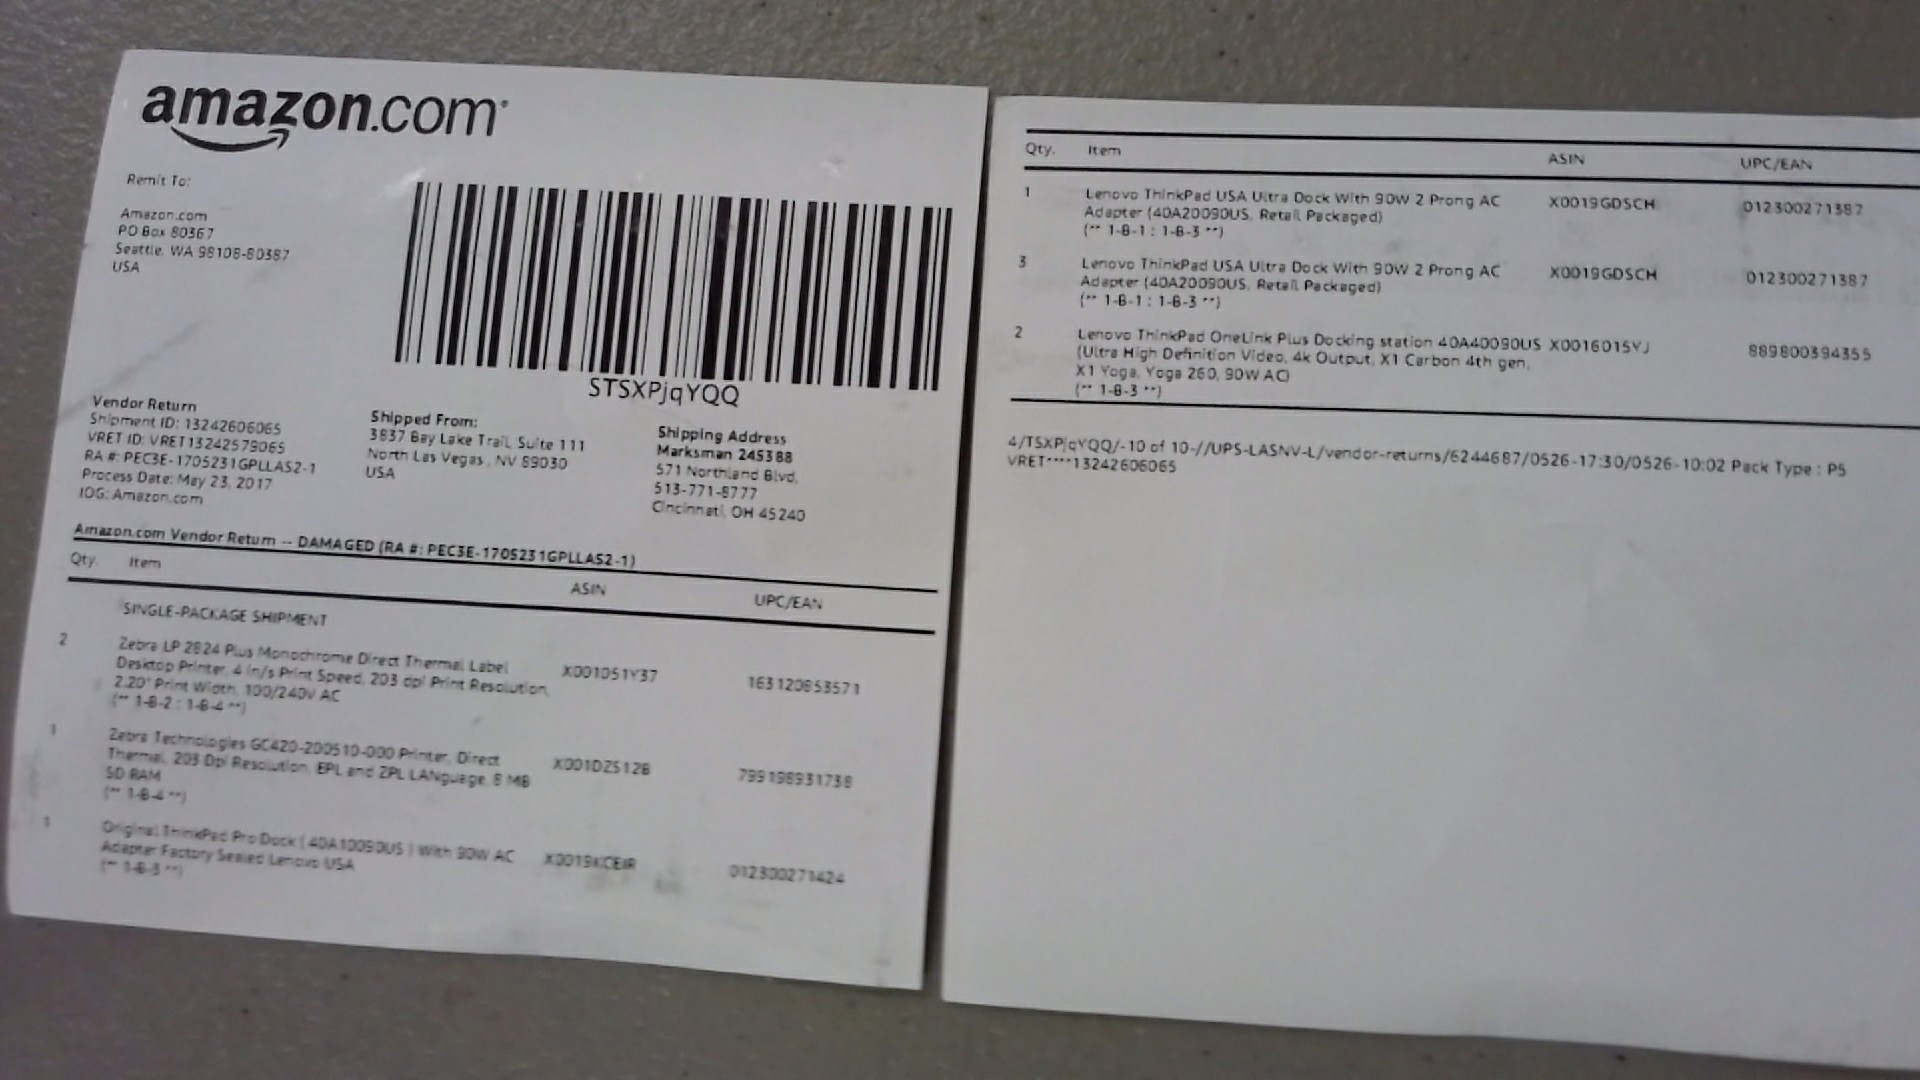 amazon.com
Remit To:
Amazon.com
PO Box 80367
Seattle, WA 98108-80387
USA
STSXPjqYQQ
Vendor Return
Shipment ID: 13242606065
VRET ID: VRET13242579065
RA #: PEC3E-1705231GPLLAS2-1
Process Date: May 23, 2017
IOG: Amazon.com
Shipped From:
3837 Bay Lake Trail, Suite 111
North Las Vegas, NV 89030
USA
Shipping Address
Marksman 245388
571 Northland Blvd,
513-771-8777
Cincinnati, OH 45240
Amazon.com Vendor Return -- DAMAGED (RA #: PEC3E-1705231GPLLAS2-1)
Qty. Item ASIN UPC/EAN
SINGLE-PACKAGE SHIPMENT
2 Zebra LP 2824 Plus Monochrome Direct Thermal Label X001051Y37 163120853571
Desktop Printer, 4 in/s Print Speed, 203 dpi Print Resolution,
2.20" Print Width, 100/240V AC
(** 1-B-2 : 1-B-4 **)
1 Zebra Technologies GC420-200510-000 Printer, Direct X001DZS12B 799198931738
Thermal, 203 Dpi Resolution, EPL and ZPL LANguage, 8 MB
SD RAM
(** 1-B-4 **)
1 Original ThinkPad Pro Dock ( 40A10090US ) With 90W AC X0019KCEIR 012300271424
Adapter Factory Sealed Lenovo USA
(** 1-B-3 **)
Qty. Item ASIN UPC/EAN
1 Lenovo ThinkPad USA Ultra Dock With 90W 2 Prong AC X0019GDSCH 012300271387
Adapter (40A20090US, Retail Packaged)
(** 1-B-1 : 1-B-3 **)
3 Lenovo ThinkPad USA Ultra Dock With 90W 2 Prong AC X0019GDSCH 012300271387
Adapter (40A20090US, Retail Packaged)
(** 1-B-1 : 1-B-3 **)
2 Lenovo ThinkPad OneLink Plus Docking station 40A40090US X0016015YJ 889800394355
(Ultra High Definition Video, 4k Output, X1 Carbon 4th gen,
X1 Yoga, Yoga 260, 90W AC)
(** 1-B-3 **)
4/TSXPjqYQQ/-10 of 10-//UPS-LASNV-L/vendor-returns/6244687/0526-17:30/0526-10:02 Pack Type : P5
VRET****13242606065